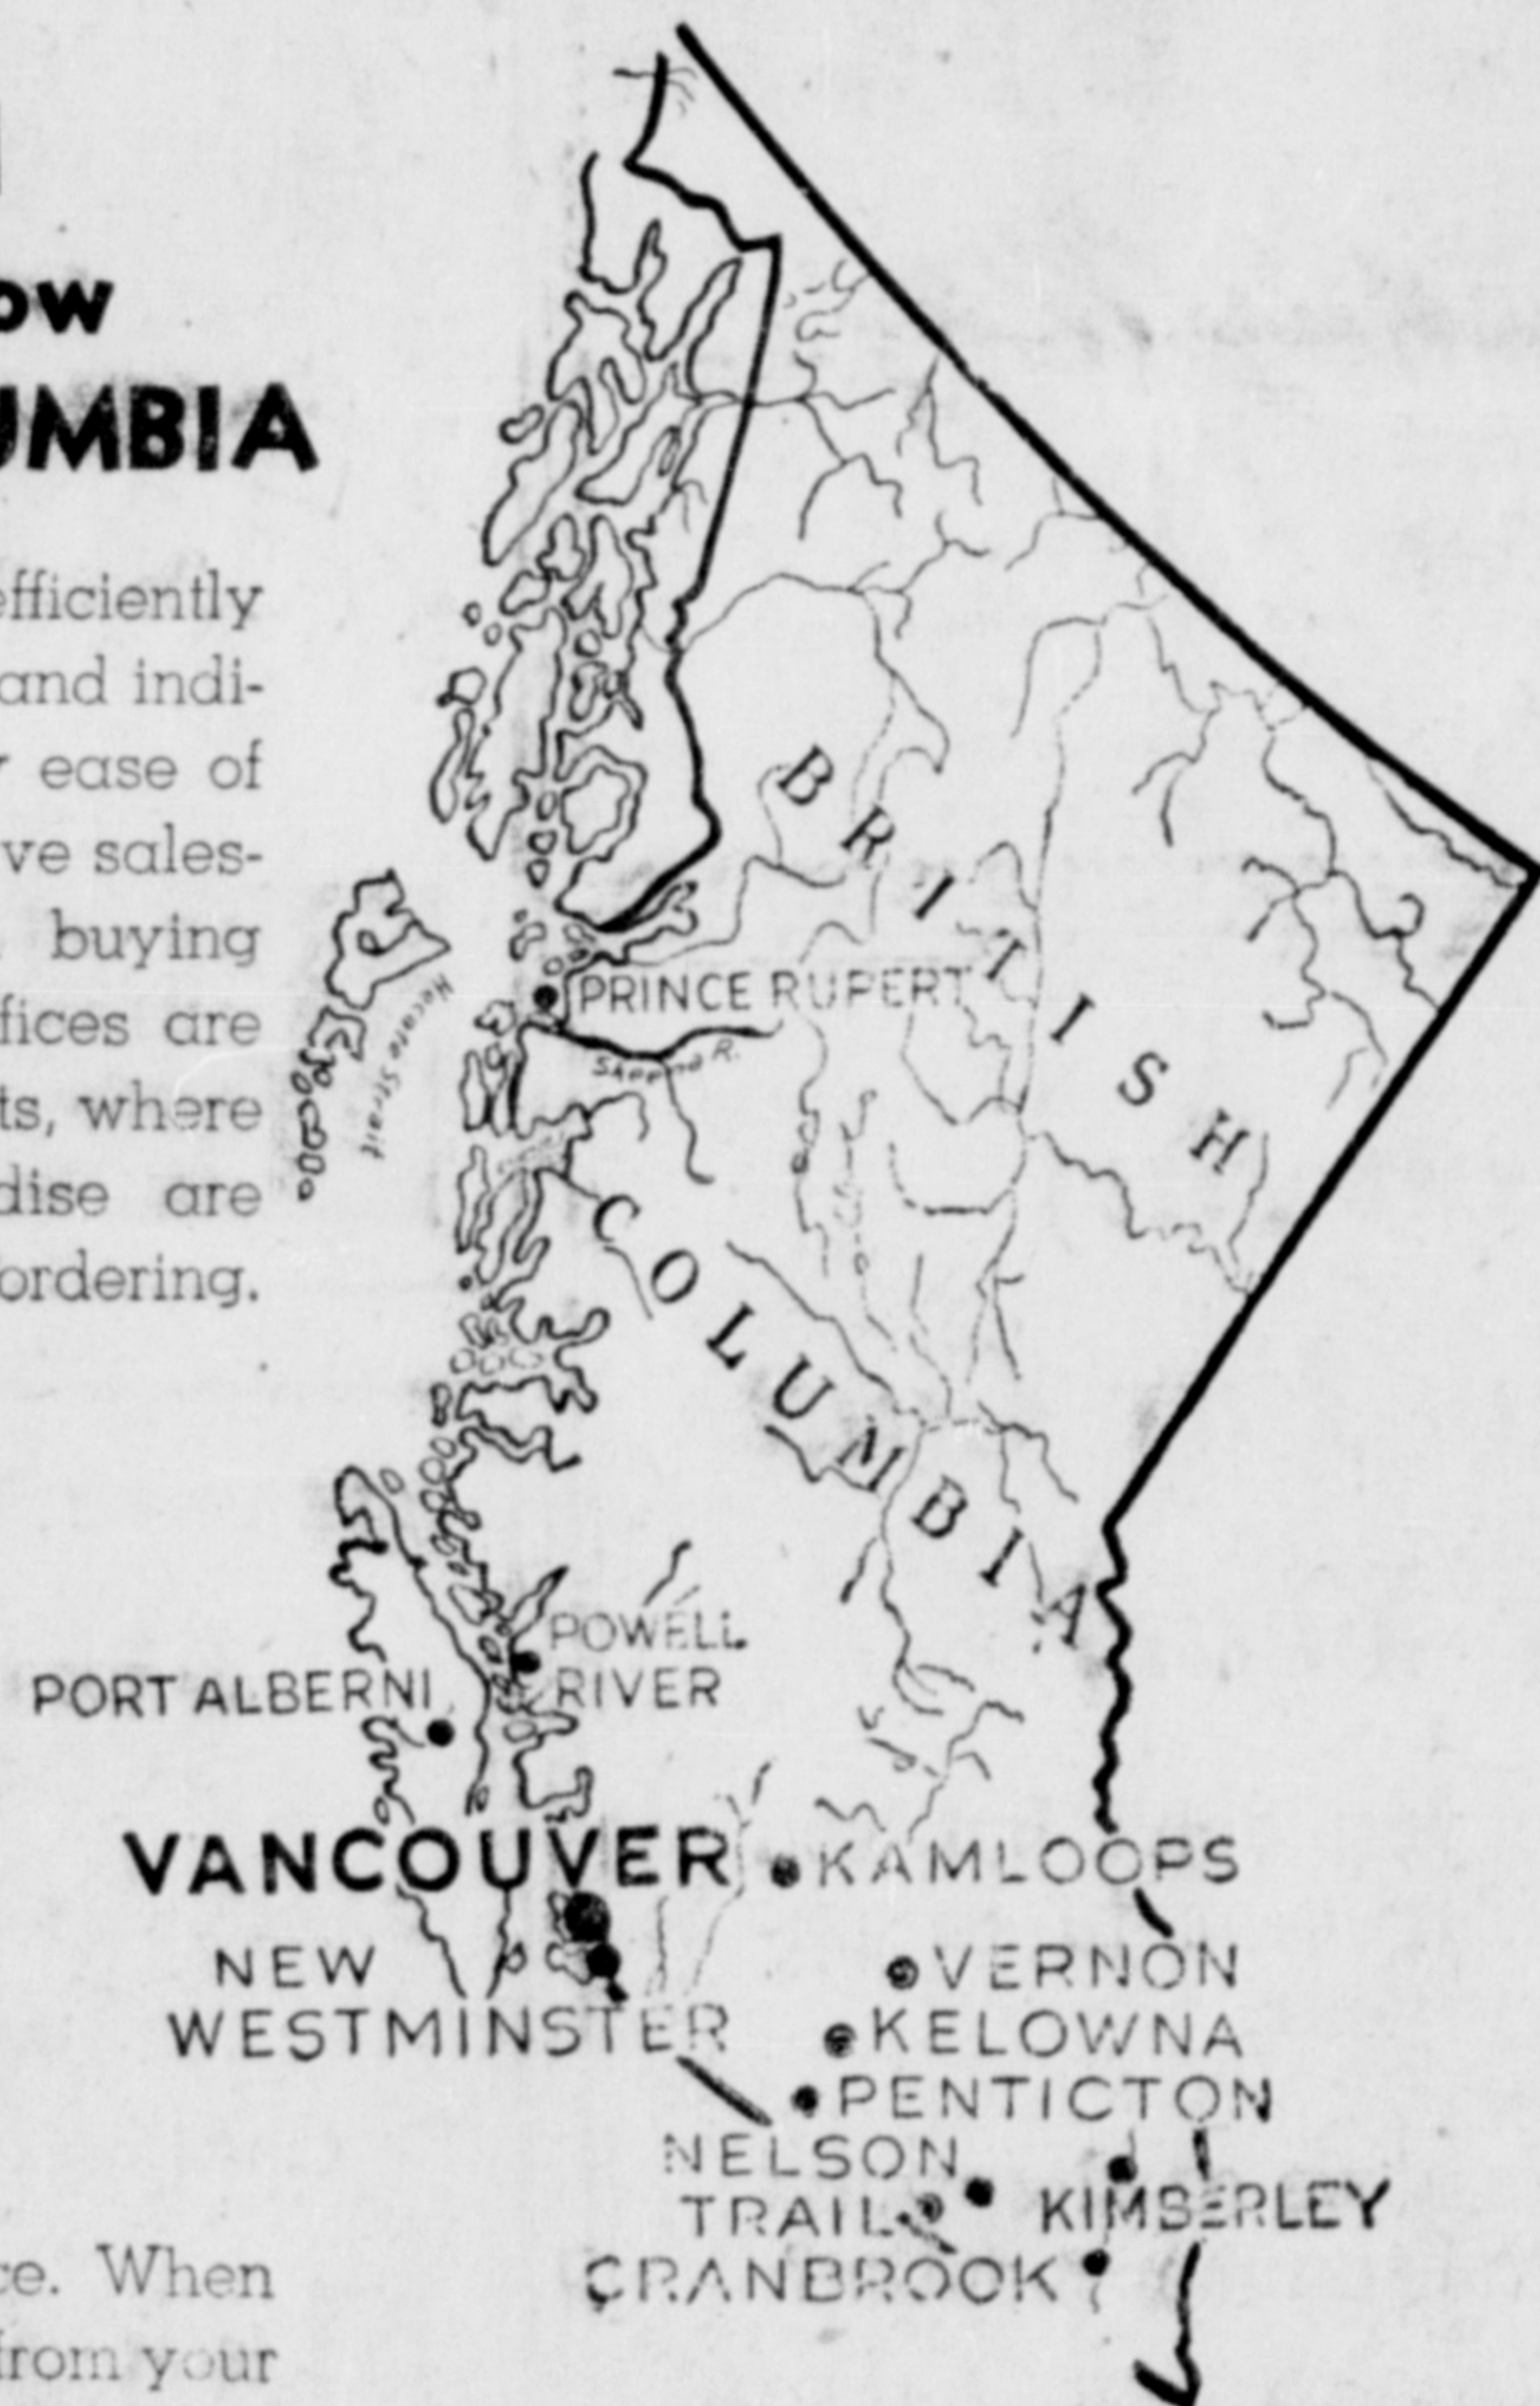 ow
UMBIA
efficiently
and indi-
ease of
ve sales-
buying
fices are
ts, where
dise are
ordering.
BRITISH
PRINCE RUPERT
Hecate Strait
Skeena R.
COLUMBIA
POWELL
RIVER
PORT ALBERNI
VANCOUVER
KAMLOOPS
NEW
WESTMINSTER
VERNON
KELOWNA
PENTICTON
NELSON
TRAIL
KIMBERLEY
CRANBROOK
ce. When
from your